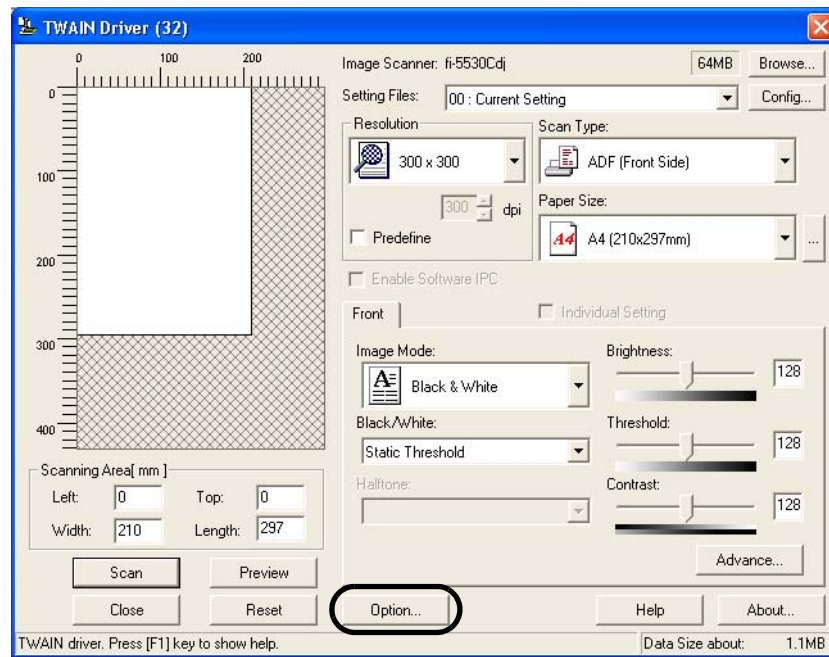 TWAIN Driver (32)
0 100 200
0
100
200
300
400
Image Scanner: fi-5530Cdj 64MB Browse...
Setting Files: 00 : Current Setting Config...
Resolution
300 x 300
300 dpi
Predefine
Scan Type:
ADF (Front Side)
Paper Size:
A4 A4 (210x297mm) ...
Enable Software IPC
Front Individual Setting
Image Mode:
A Black & White
Black/White:
Static Threshold
Halftone:
Brightness:
128
Threshold:
128
Contrast:
128
Advance...
Scanning Area[ mm ]
Left: 0 Top: 0
Width: 210 Length: 297
Scan Preview
Close Reset Option... Help About...
TWAIN driver. Press [F1] key to show help. Data Size about: 1.1MB